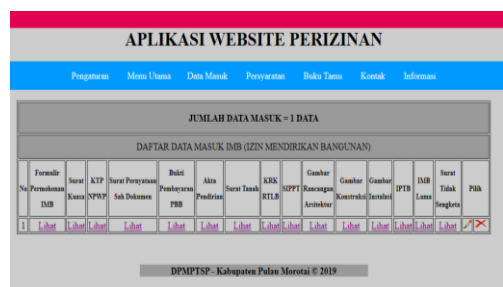 APLIKASI WEBSITE PERIZINAN
Pengaturan Menu Utama Data Masuk Persyaratan Buku Tamu Kontak Informasi
JUMLAH DATA MASUK = 1 DATA
DAFTAR DATA MASUK IMB (IZIN MENDIRIKAN BANGUNAN)
No
Formulir
Permohonan
IMB
Surat
Kuasa
KTP
NPWP
Surat Pernyataan
Sah Dokumen
Bukti
Pembayaran
PBB
Akta
Pendirian
Surat Tanah
KRK
RTLB
SIPPT
Gambar
Rancangan
Arsitektur
Gambar
Konstruksi
Gambar
Instalasi
IPTB
IMB
Lama
Surat
Tidak
Sengketa
Pilih
1 Lihat Lihat Lihat Lihat Lihat Lihat Lihat Lihat Lihat Lihat Lihat Lihat Lihat Lihat Lihat
DPMPTSP - Kabupaten Pulau Morotai © 2019